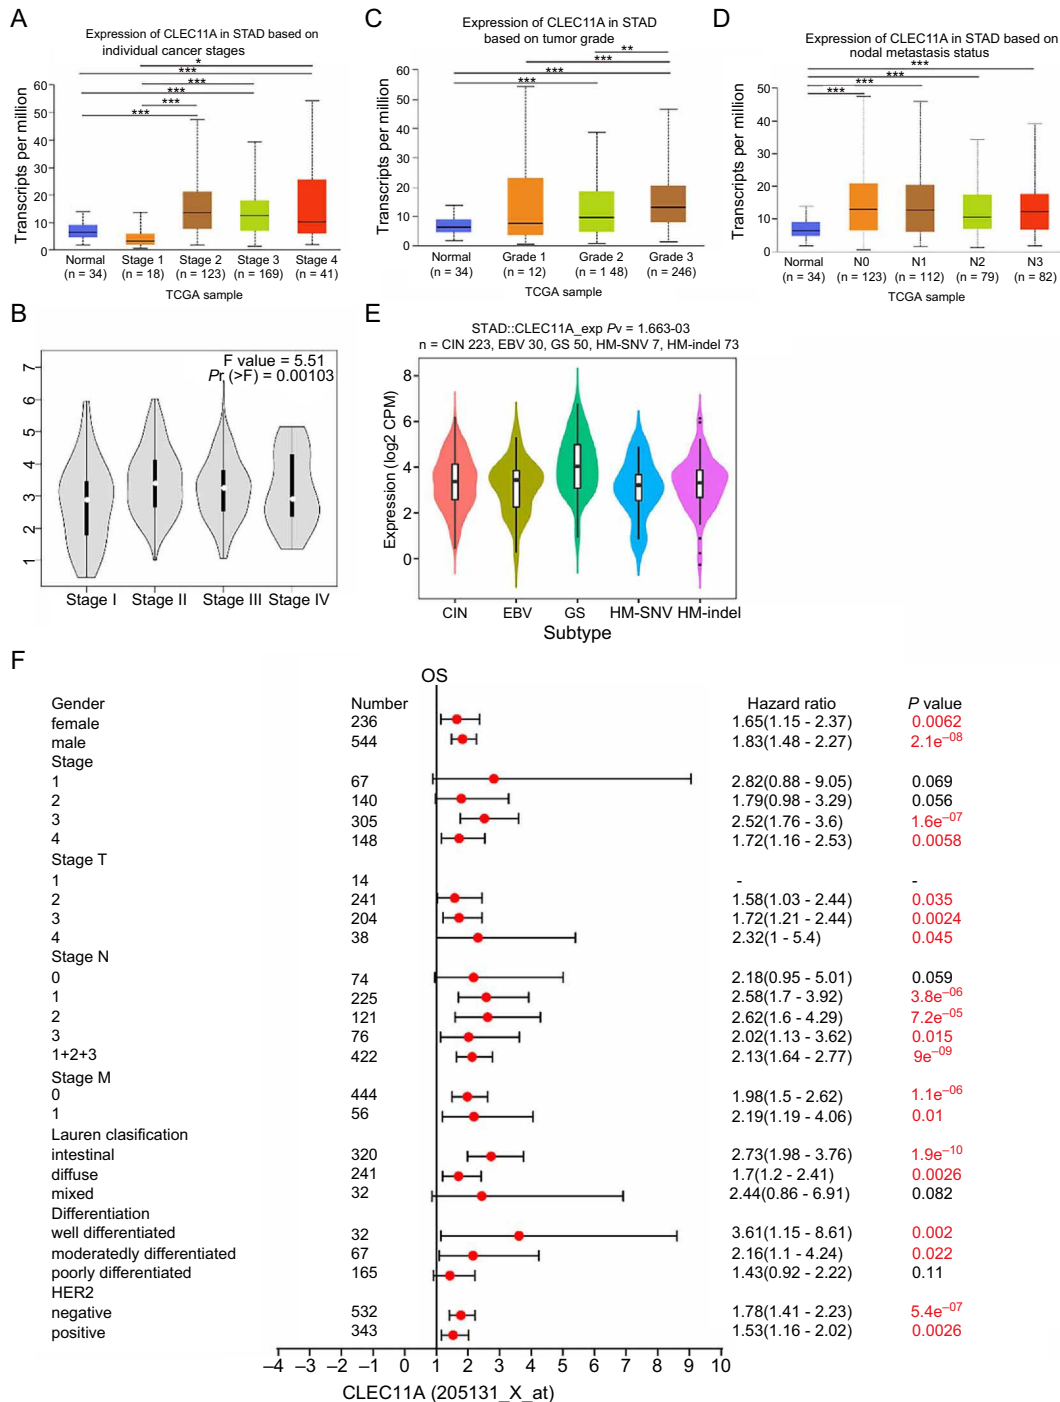 A
Expression of CLEC11A in STAD based on
individual cancer stages
*
***
***
***
***
***
Transcripts per million
60
50
40
30
20
10
0
Normal Stage 1 Stage 2 Stage 3 Stage 4
(n = 34) (n = 18) (n = 123) (n = 169) (n = 41)
TCGA sample
C
Expression of CLEC11A in STAD
based on tumor grade
**
***
***
***
Transcripts per million
60
50
40
30
20
10
0
Normal Grade 1 Grade 2 Grade 3
(n = 34) (n = 12) (n = 1 48) (n = 246)
TCGA sample
D
Expression of CLEC11A in STAD based on
nodal metastasis status
***
***
***
***
Transcripts per million
50
40
30
20
10
0
Normal N0 N1 N2 N3
(n = 34) (n = 123) (n = 112) (n = 79) (n = 82)
TCGA sample
B
F value = 5.51
Pr (>F) = 0.00103
7
6
5
4
3
2
1
Stage I Stage II Stage III Stage IV
E
STAD::CLEC11A_exp Pv = 1.663-03
n = CIN 223, EBV 30, GS 50, HM-SNV 7, HM-indel 73
Expression (log2 CPM)
8
6
4
2
0
CIN EBV GS HM-SNV HM-indel
Subtype
F
OS
Gender Number Hazard ratio P value
female 236 1.65(1.15 - 2.37) 0.0062
male 544 1.83(1.48 - 2.27) 2.1e–08
Stage
1 67 2.82(0.88 - 9.05) 0.069
2 140 1.79(0.98 - 3.29) 0.056
3 305 2.52(1.76 - 3.6) 1.6e–07
4 148 1.72(1.16 - 2.53) 0.0058
Stage T
1 14 - -
2 241 1.58(1.03 - 2.44) 0.035
3 204 1.72(1.21 - 2.44) 0.0024
4 38 2.32(1 - 5.4) 0.045
Stage N
0 74 2.18(0.95 - 5.01) 0.059
1 225 2.58(1.7 - 3.92) 3.8e–06
2 121 2.62(1.6 - 4.29) 7.2e–05
3 76 2.02(1.13 - 3.62) 0.015
1+2+3 422 2.13(1.64 - 2.77) 9e–09
Stage M
0 444 1.98(1.5 - 2.62) 1.1e–06
1 56 2.19(1.19 - 4.06) 0.01
Lauren clasification
intestinal 320 2.73(1.98 - 3.76) 1.9e–10
diffuse 241 1.7(1.2 - 2.41) 0.0026
mixed 32 2.44(0.86 - 6.91) 0.082
Differentiation
well differentiated 32 3.61(1.15 - 8.61) 0.002
moderatedly differentiated 67 2.16(1.1 - 4.24) 0.022
poorly differentiated 165 1.43(0.92 - 2.22) 0.11
HER2
negative 532 1.78(1.41 - 2.23) 5.4e–07
positive 343 1.53(1.16 - 2.02) 0.0026
–4 –3 –2 –1 0 1 2 3 4 5 6 7 8 9 10
CLEC11A (205131_X_at)